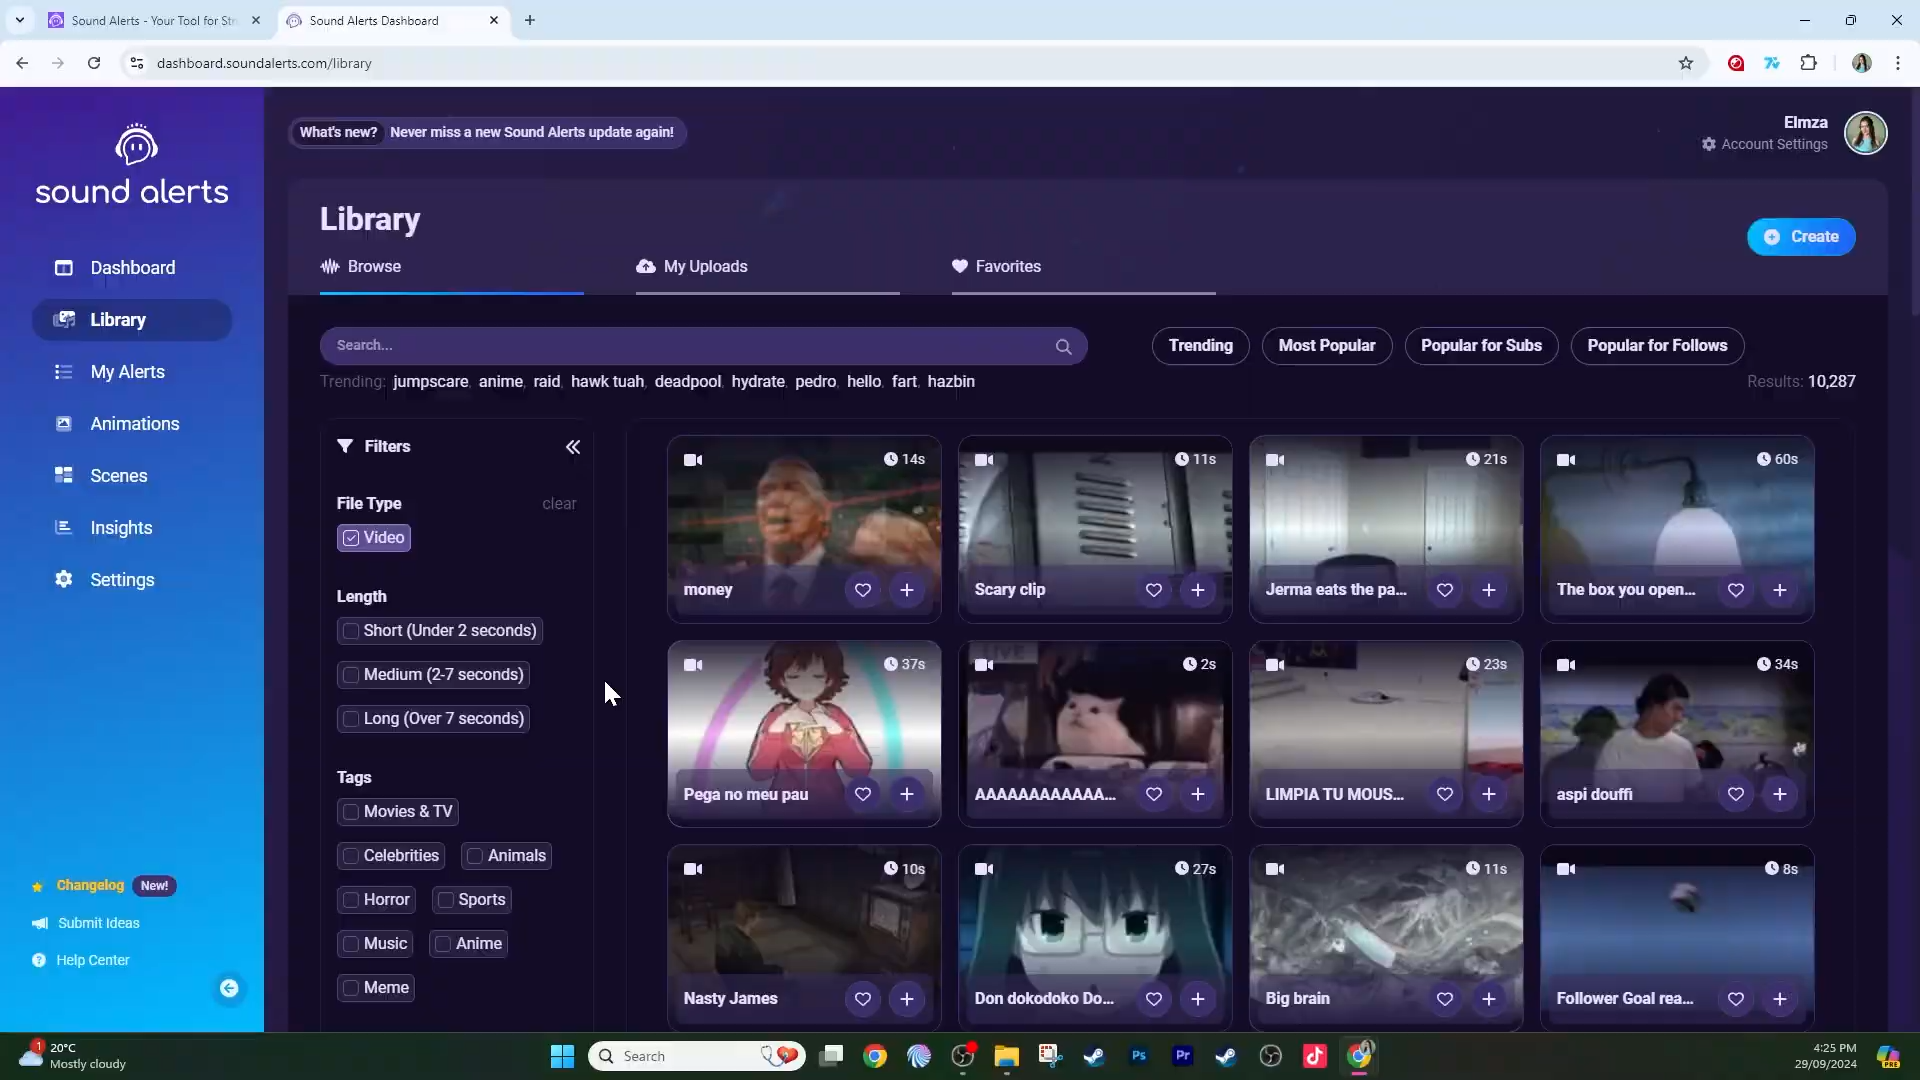 Sound Alerts - Your Tool for Str
Sound Alerts Dashboard
dashboard.soundalerts.com/library
sound alerts
What's new? Never miss a new Sound Alerts update again!
Elmza
Account Settings
Library
Create
Browse
My Uploads
Favorites
Dashboard
Library
My Alerts
Animations
Scenes
Insights
Settings
Search...
Trending
Most Popular
Popular for Subs
Popular for Follows
Trending: jumpscare, anime, raid, hawk tuah, deadpool, hydrate, pedro, hello, fart, hazbin
Results: 10,287
Filters
File Type
clear
Video
Length
Short (Under 2 seconds)
Medium (2-7 seconds)
Long (Over 7 seconds)
Tags
Movies & TV
Celebrities
Animals
Horror
Sports
Music
Anime
Meme
14s
money
11s
Scary clip
21s
Jerma eats the pa...
60s
The box you open...
37s
Pega no meu pau
LIVE
2s
AAAAAAAAAAAA...
23s
LIMPIA TU MOUS...
34s
aspi douffi
10s
Nasty James
27s
Don dokodoko Do...
11s
Big brain
8s
Follower Goal rea...
Changelog New!
Submit Ideas
Help Center
1
20°C
Mostly cloudy
Search
Ps
Pr
4:25 PM
29/09/2024
PRE